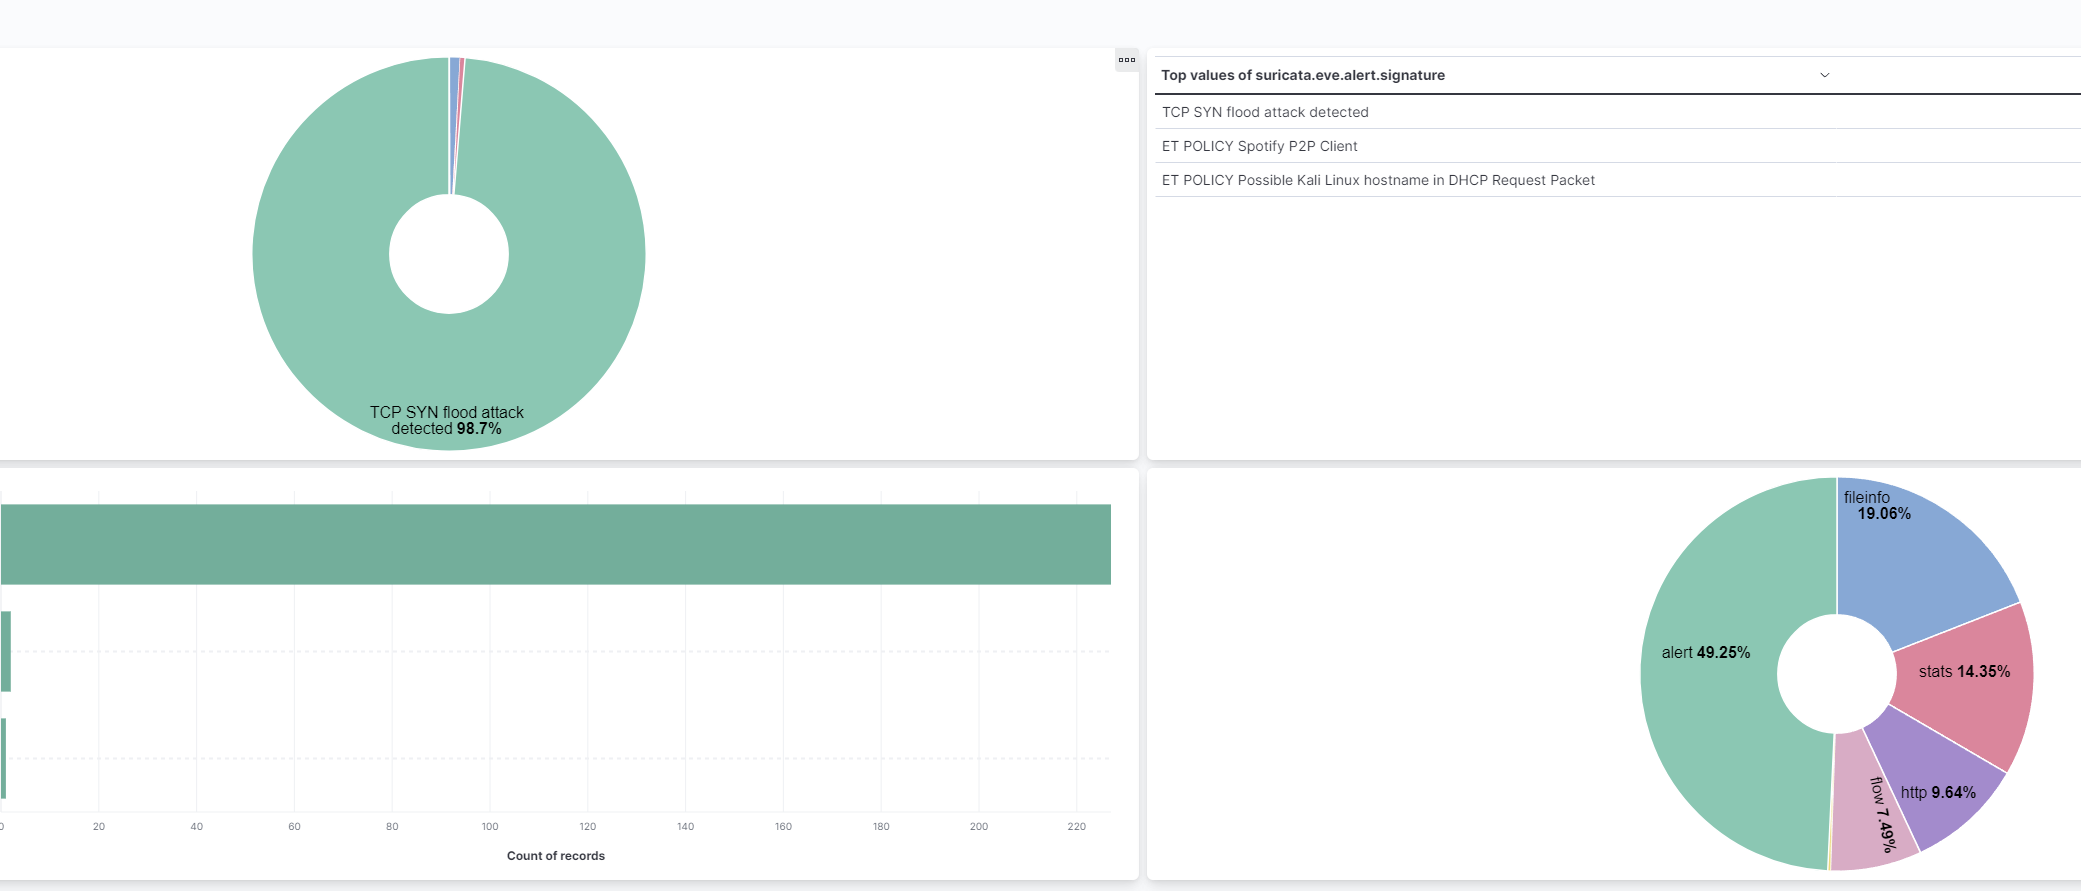 TCP SYN flood attack
detected 98.7%
Top values of suricata.eve.alert.signature
TCP SYN flood attack detected
ET POLICY Spotify P2P Client
ET POLICY Possible Kali Linux hostname in DHCP Request Packet
0 20 40 60 80 100 120 140 160 180 200 220
Count of records
fileinfo
19.06%
alert 49.25%
stats 14.35%
http 9.64%
flow 7.49%